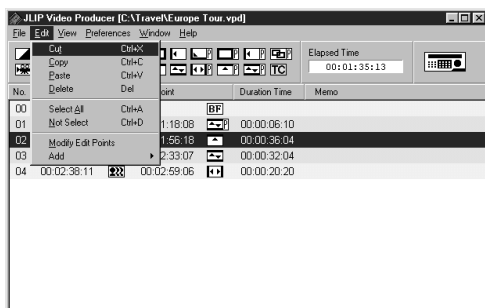 JLIP Video Producer [C:\Travel\Europe Tour.vpd]
File Edit View Preferences Window Help
Cut Ctrl+X
Copy Ctrl+C
Paste Ctrl+V
Delete Del
Select All Ctrl+A
Not Select Ctrl+D
Modify Edit Points
Add
Elapsed Time
00:01:35:13
P P P
P P TC
No. oint Duration Time Memo
00 BF
01 1:18:08 P 00:00:06:10
02 1:56:18 00:00:36:04
03 2:33:07 00:00:32:04
04 00:02:38:11 00:02:59:06 00:00:20:20